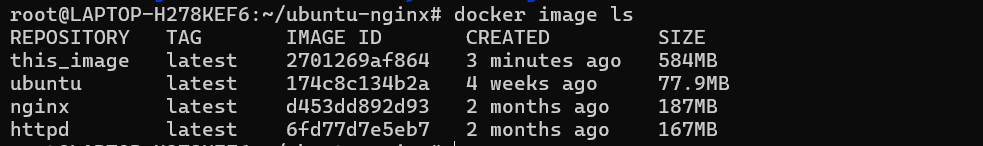 root@LAPTOP-H278KEF6:~/ubuntu-nginx# docker image ls
REPOSITORY   TAG       IMAGE ID       CREATED         SIZE
this_image   latest    2701269af864   3 minutes ago   584MB
ubuntu       latest    174c8c134b2a   4 weeks ago     77.9MB
nginx        latest    d453dd892d93   2 months ago    187MB
httpd        latest    6fd77d7e5eb7   2 months ago    167MB